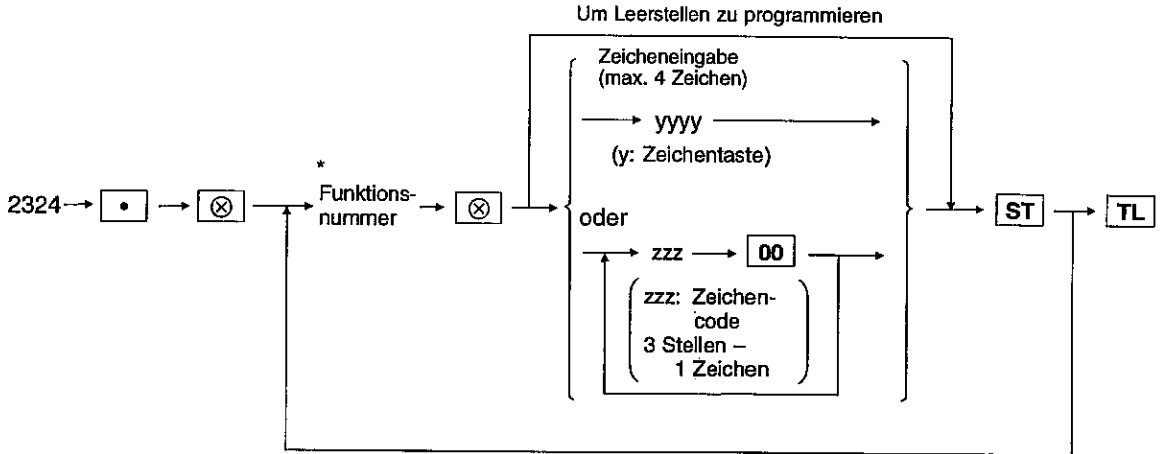 Um Leerstellen zu programmieren
Zeicheneingabe
(max. 4 Zeichen)
yyyy
(y: Zeichentaste)
*
Funktions-
nummer
2324
•
⊗
⊗
oder
ST
TL
zzz
00
zzz: Zeichen-
code
3 Stellen –
1 Zeichen